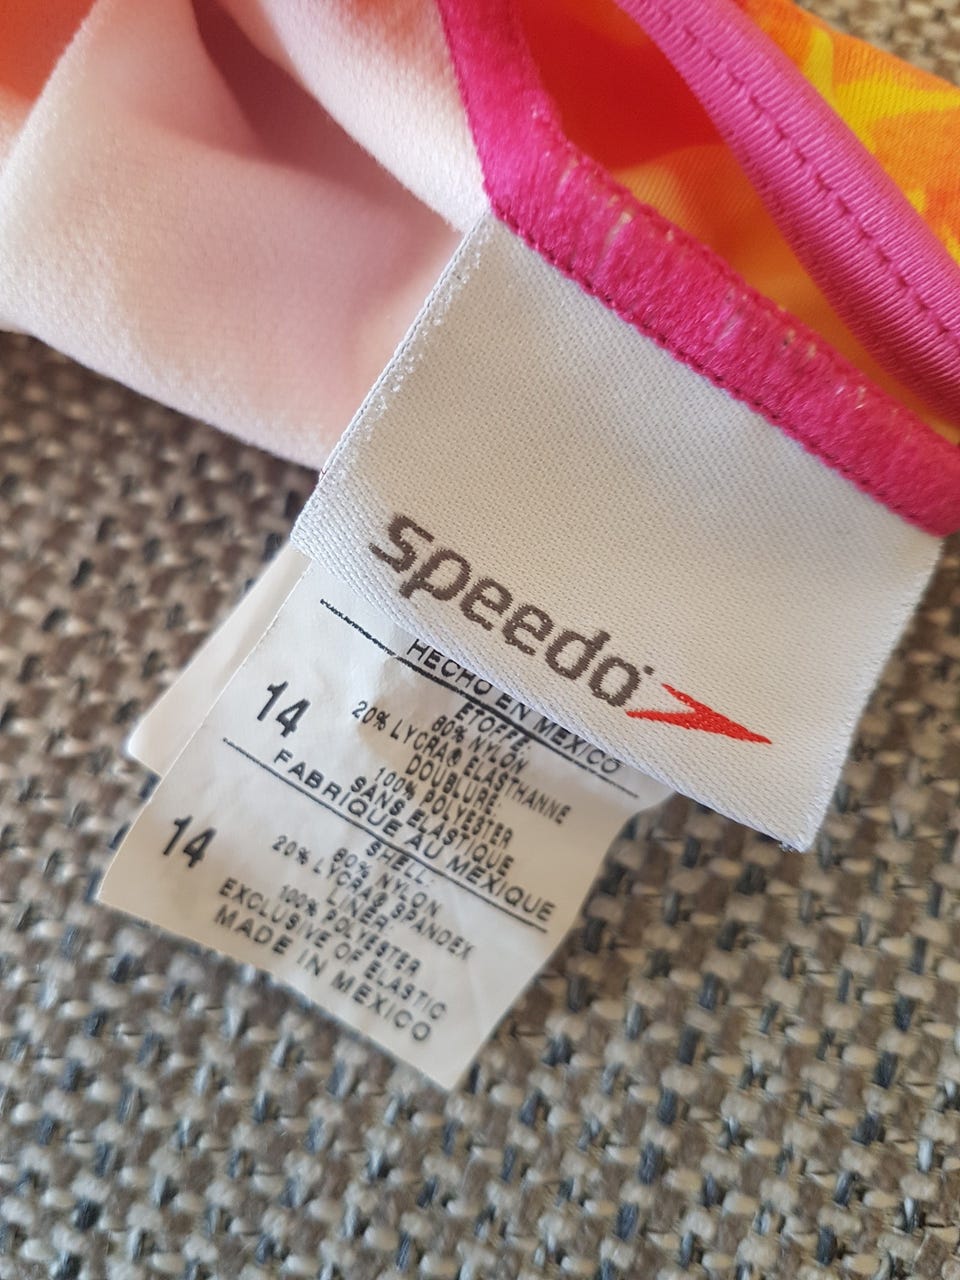 speedo
HECHO EN MEXICO
14
ETOFFE:
80% NYLON
20% LYCRA® ELASTHANNE
DOUBLURE:
100% POLYESTER
SANS ELASTIQUE
FABRIQUE AU MEXIQUE
14
SHELL:
80% NYLON
20% LYCRA® SPANDEX
LINER:
100% POLYESTER
EXCLUSIVE OF ELASTIC
MADE IN MEXICO